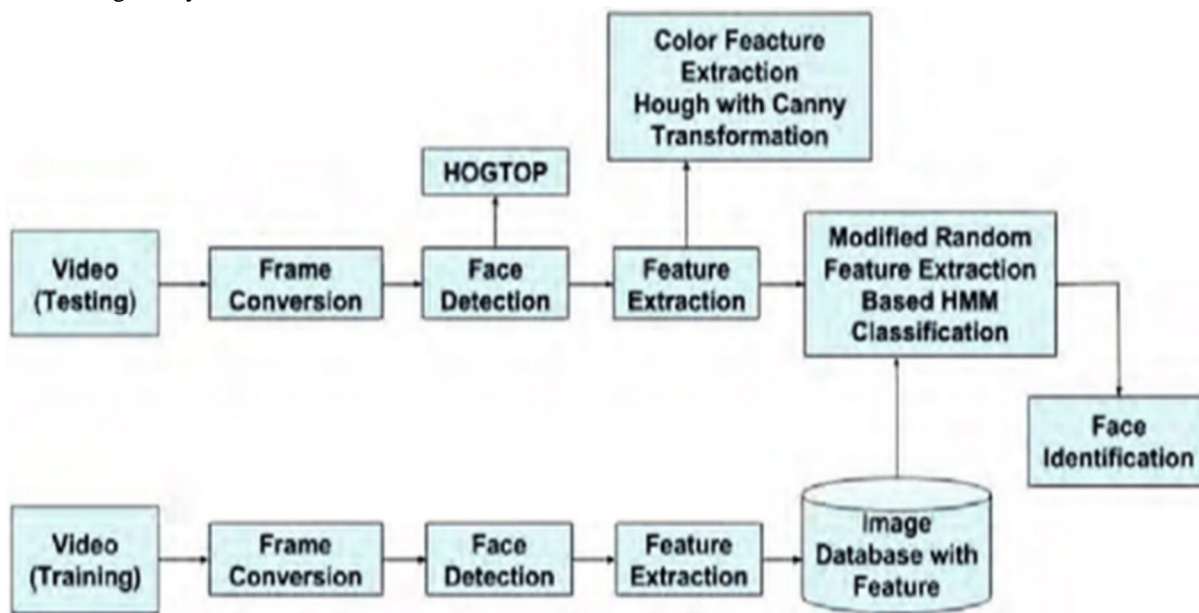 Color Feacture
Extraction
Hough with Canny
Transformation
HOGTOP
Video
(Testing)
Frame
Conversion
Face
Detection
Feature
Extraction
Modified Random
Feature Extraction
Based HMM
Classification
Face
Identification
Video
(Training)
Frame
Conversion
Face
Detection
Feature
Extraction
Image
Database with
Feature